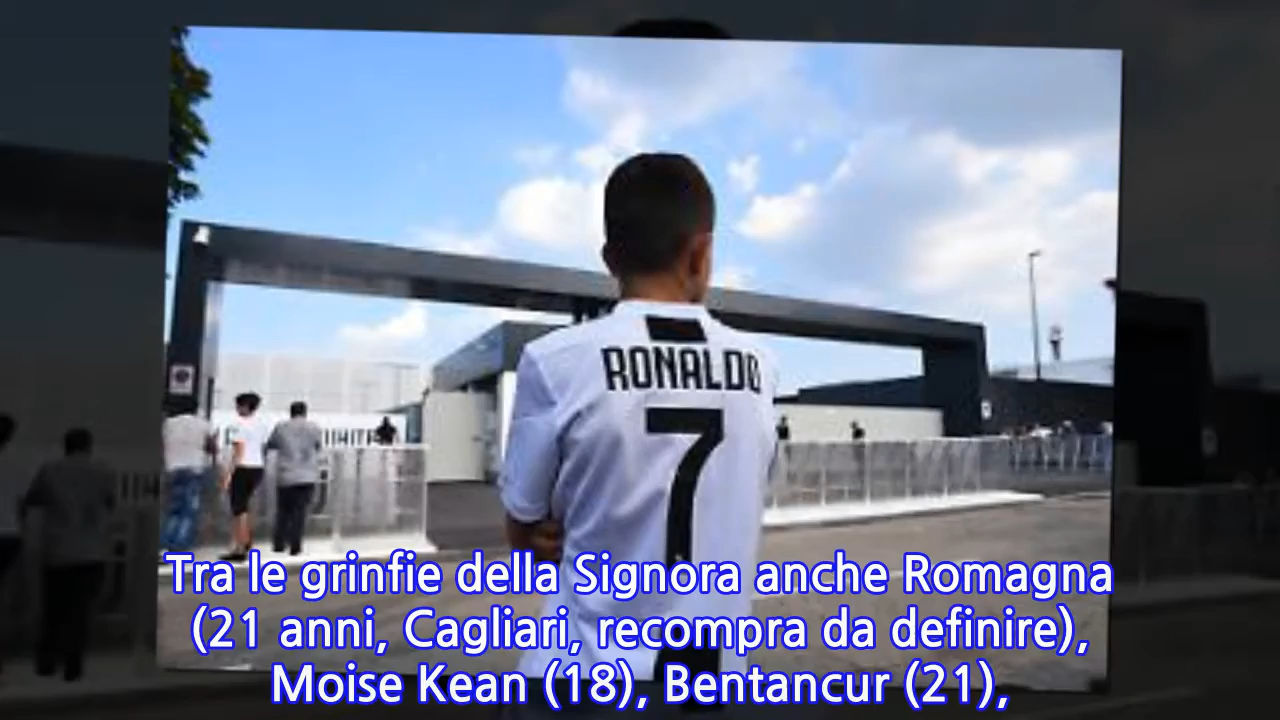 RONALDO
7
Tra le grinfie della Signora anche Romagna
(21 anni, Cagliari, recompra da definire),
Moise Kean (18), Bentancur (21),